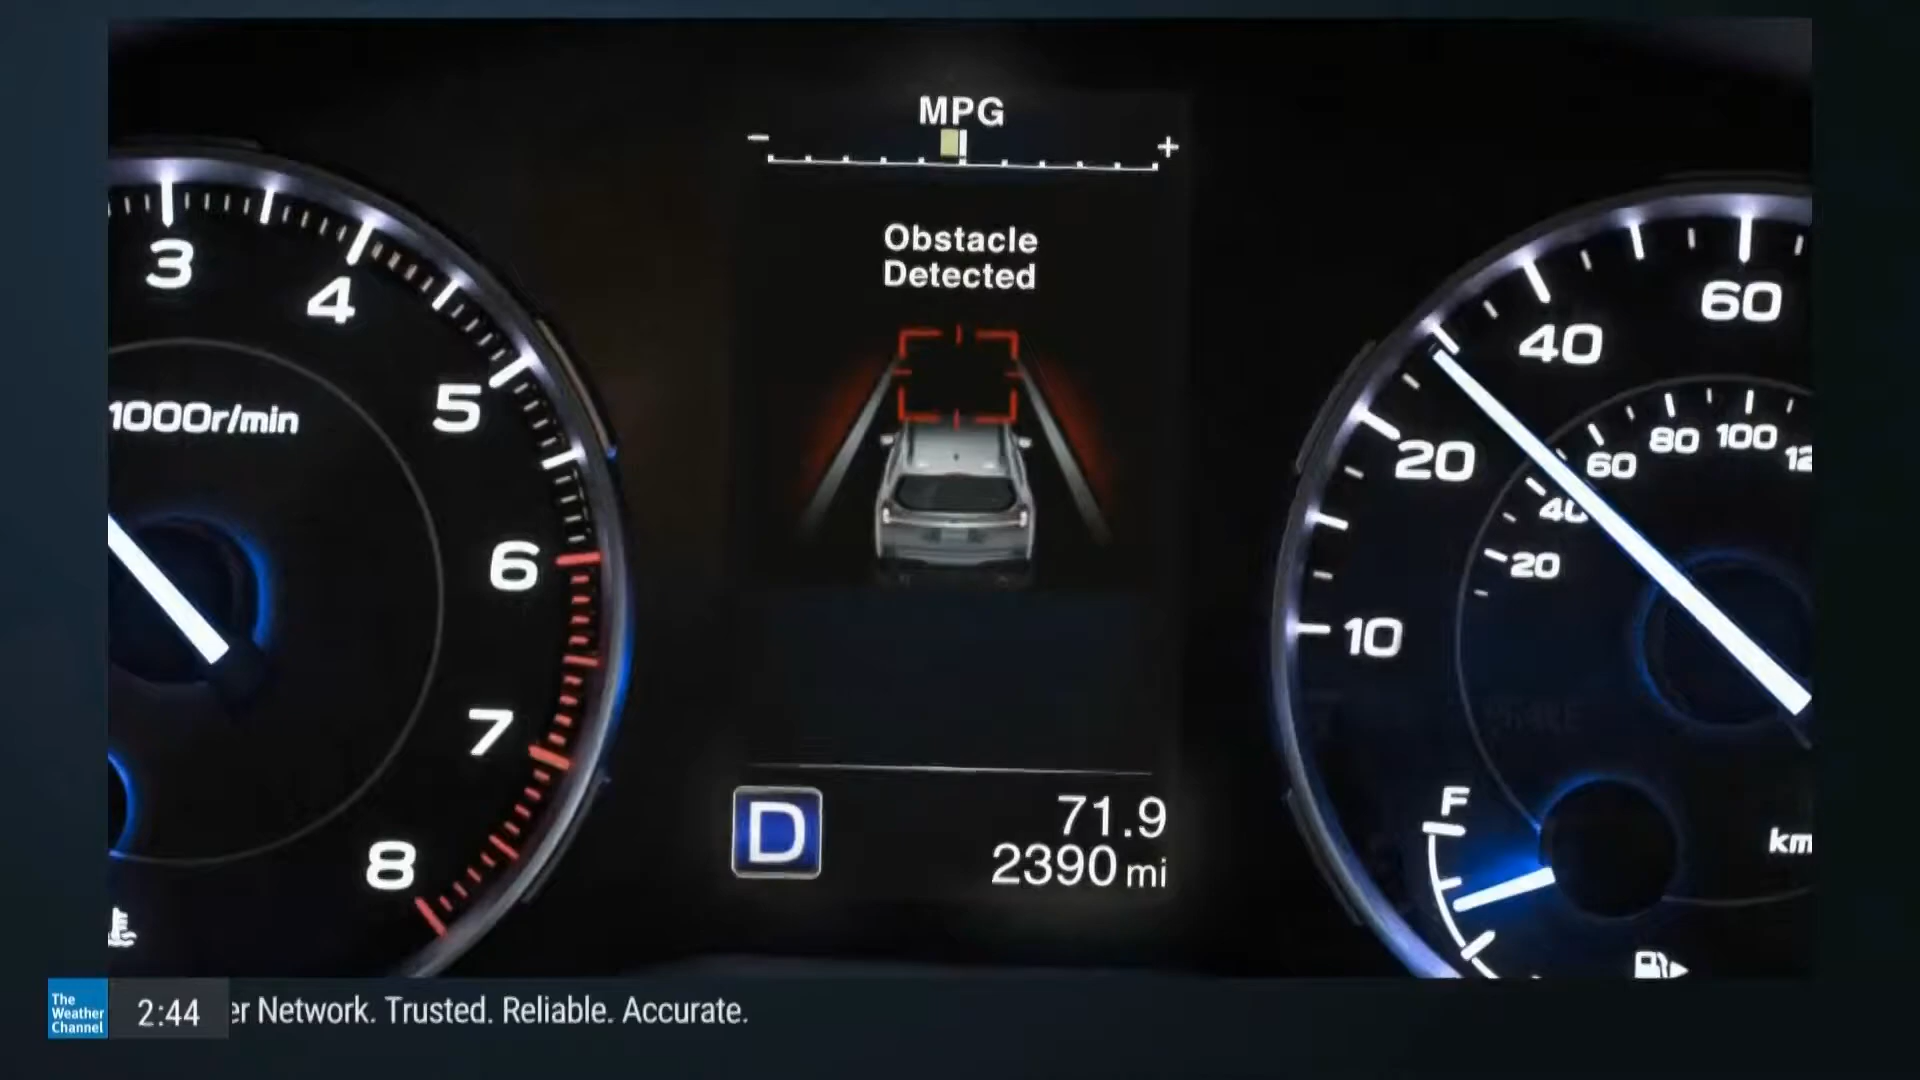 MPG
- +
Obstacle
Detected
3
4
5
6
7
8
1000r/min
10
20
40
60
20
40
60
80
100
F
km
D
71.9
2390 mi
The
Weather
Channel
2:44
er Network. Trusted. Reliable. Accurate.